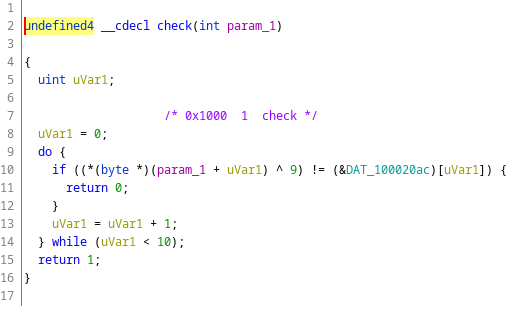 1
2 undefined4 __cdecl check(int param_1)
3
4 {
5   uint uVar1;
6
7                    /* 0x1000  1  check */
8   uVar1 = 0;
9   do {
10     if ((*(byte *)(param_1 + uVar1) ^ 9) != (&DAT_100020ac)[uVar1]) {
11       return 0;
12     }
13     uVar1 = uVar1 + 1;
14   } while (uVar1 < 10);
15   return 1;
16 }
17